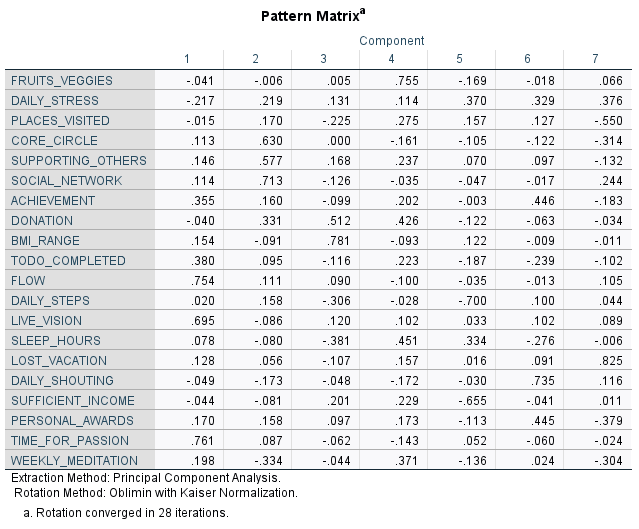 Pattern Matrixa
Component
1 2 3 4 5 6 7
FRUITS_VEGGIES -.041 -.006 .005 .755 -.169 -.018 .066
DAILY_STRESS -.217 .219 .131 .114 .370 .329 .376
PLACES_VISITED -.015 .170 -.225 .275 .157 .127 -.550
CORE_CIRCLE .113 .630 .000 -.161 -.105 -.122 -.314
SUPPORTING_OTHERS .146 .577 .168 .237 .070 .097 -.132
SOCIAL_NETWORK .114 .713 -.126 -.035 -.047 -.017 .244
ACHIEVEMENT .355 .160 -.099 .202 -.003 .446 -.183
DONATION -.040 .331 .512 .426 -.122 -.063 -.034
BMI_RANGE .154 -.091 .781 -.093 .122 -.009 -.011
TODO_COMPLETED .380 .095 -.116 .223 -.187 -.239 -.102
FLOW .754 .111 .090 -.100 -.035 -.013 .105
DAILY_STEPS .020 .158 -.306 -.028 -.700 .100 .044
LIVE_VISION .695 -.086 .120 .102 .033 .102 .089
SLEEP_HOURS .078 -.080 -.381 .451 .334 -.276 -.006
LOST_VACATION .128 .056 -.107 .157 .016 .091 .825
DAILY_SHOUTING -.049 -.173 -.048 -.172 -.030 .735 .116
SUFFICIENT_INCOME -.044 -.081 .201 .229 -.655 -.041 .011
PERSONAL_AWARDS .170 .158 .097 .173 -.113 .445 -.379
TIME_FOR_PASSION .761 .087 -.062 -.143 .052 -.060 -.024
WEEKLY_MEDITATION .198 -.334 -.044 .371 -.136 .024 -.304
Extraction Method: Principal Component Analysis.
Rotation Method: Oblimin with Kaiser Normalization.
a. Rotation converged in 28 iterations.